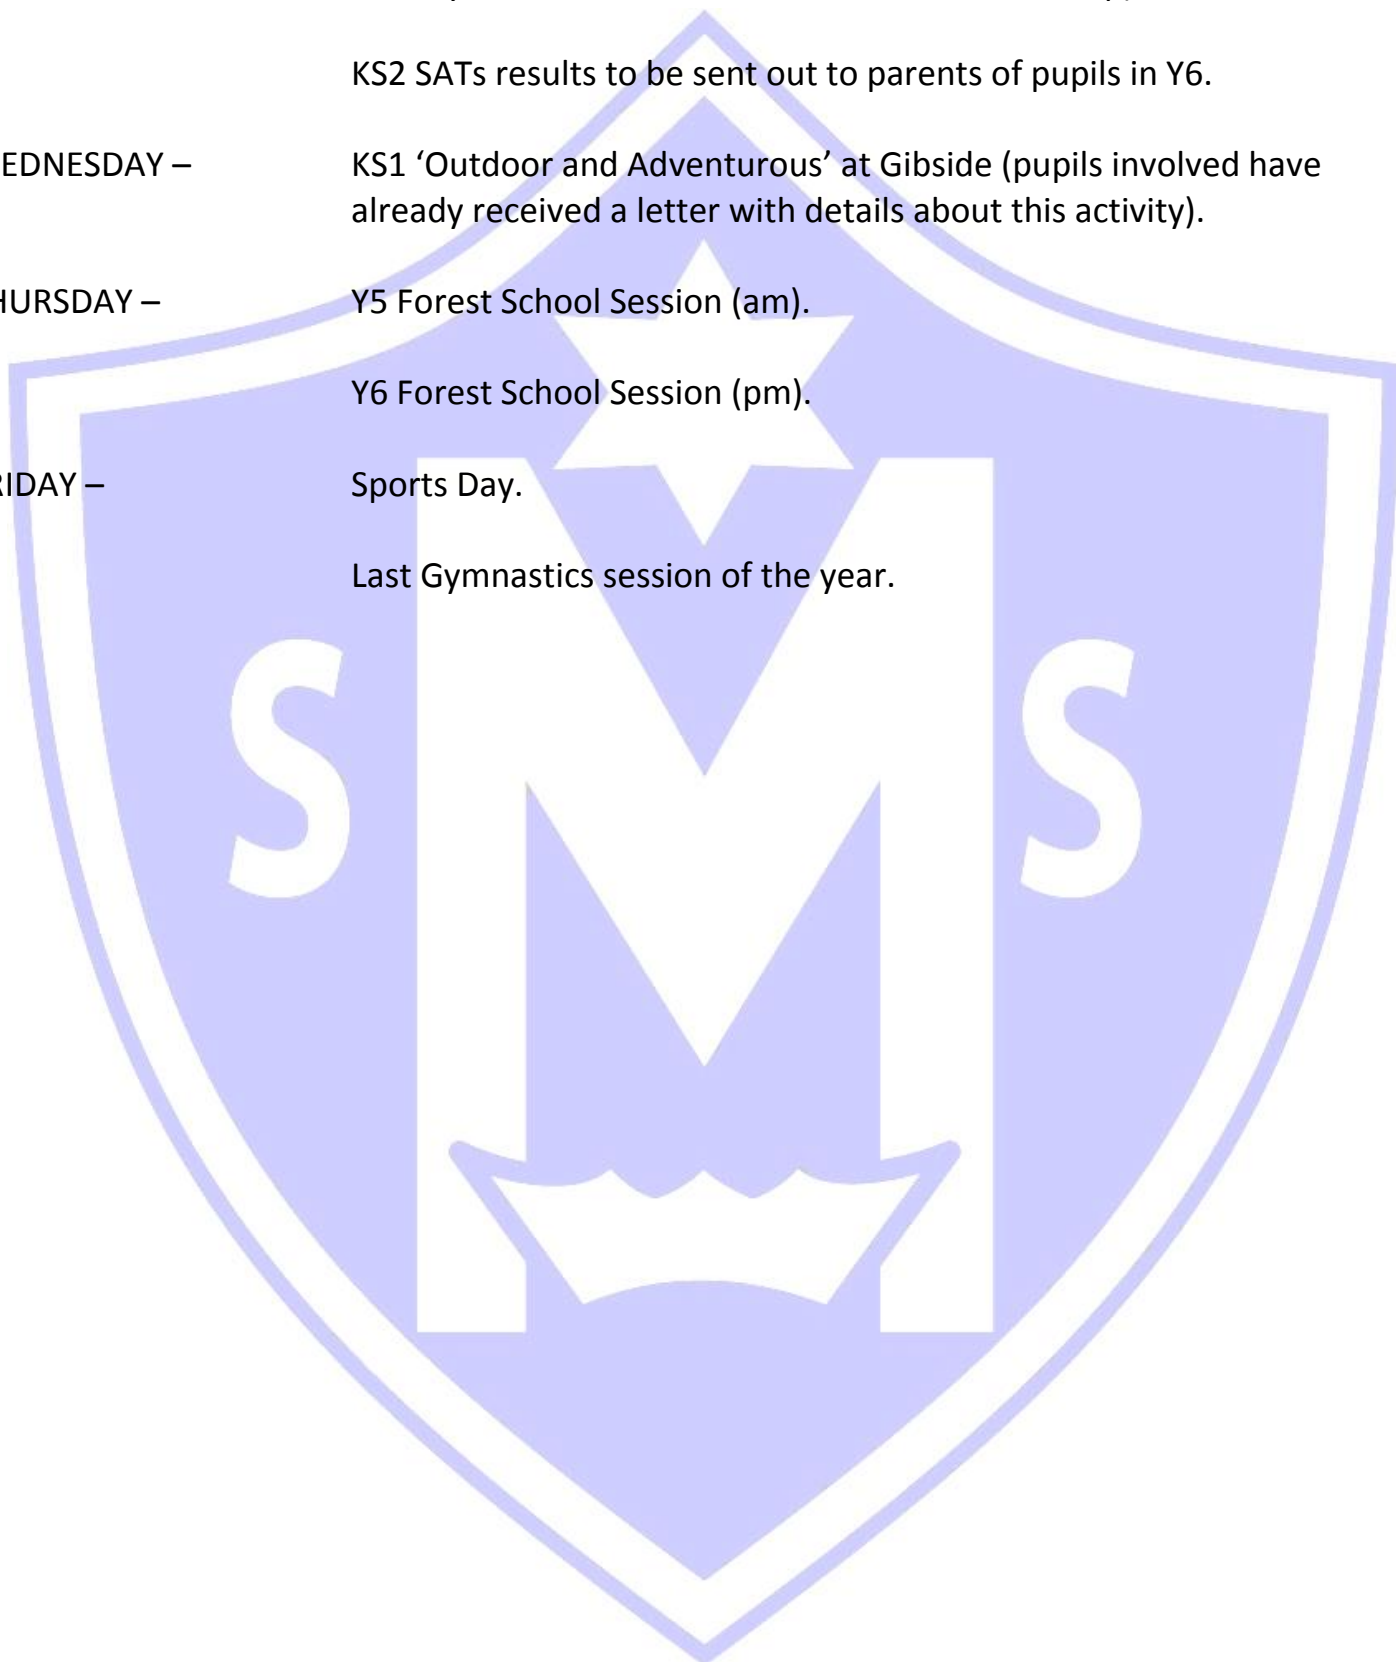 KS2 SATs results to be sent out to parents of pupils in Y6.
EDNESDAY – KS1 ‘Outdoor and Adventurous’ at Gibside (pupils involved have
already received a letter with details about this activity).
HURSDAY – Y5 Forest School Session (am).
Y6 Forest School Session (pm).
RIDAY – Sports Day.
Last Gymnastics session of the year.
S M S